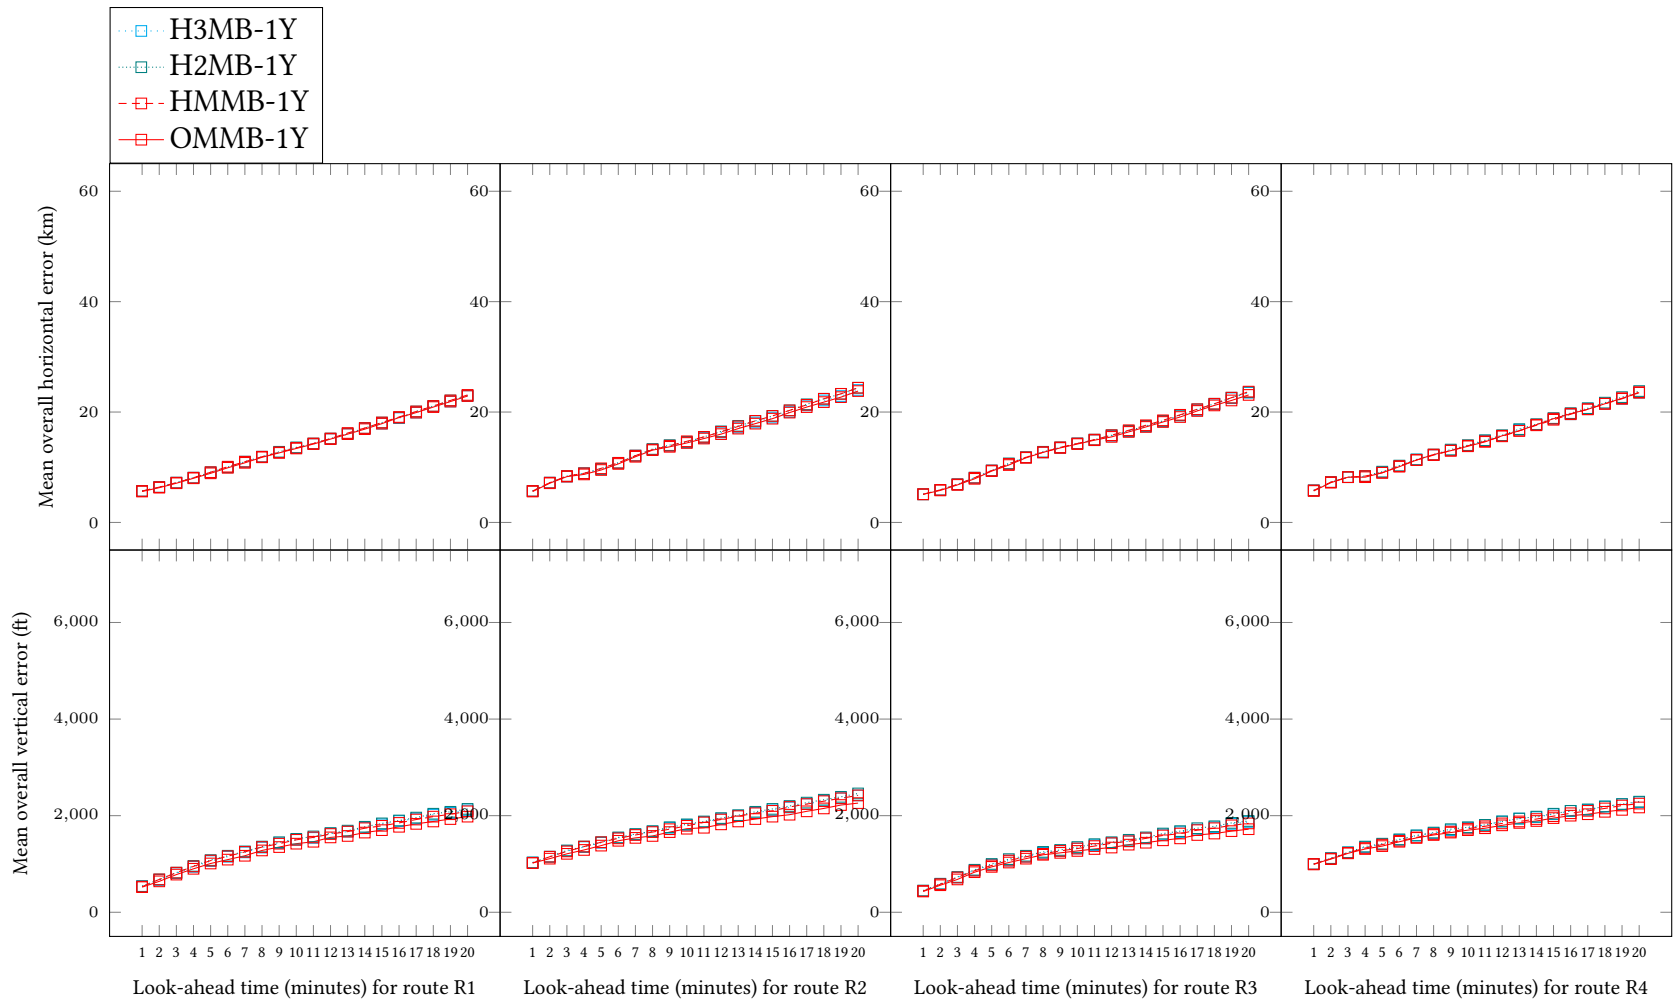 H3MB-1Y
H2MB-1Y
HMMB-1Y
OMMB-1Y
60 60 60 60
40 40 40 40
20 20 20 20
0 0 0 0
Mean overall horizontal error (km)
6,000 6,000 6,000 6,000
4,000 4,000 4,000 4,000
2,000 2,000 2,000 2,000
0 0 0 0
Mean overall vertical error (ft)
1 2 3 4 5 6 7 8 9 10 11 12 13 14 15 16 17 18 19 20 1 2 3 4 5 6 7 8 9 10 11 12 13 14 15 16 17 18 19 20 1 2 3 4 5 6 7 8 9 10 11 12 13 14 15 16 17 18 19 20 1 2 3 4 5 6 7 8 9 10 11 12 13 14 15 16 17 18 19 20
Look-ahead time (minutes) for route R1 Look-ahead time (minutes) for route R2 Look-ahead time (minutes) for route R3 Look-ahead time (minutes) for route R4